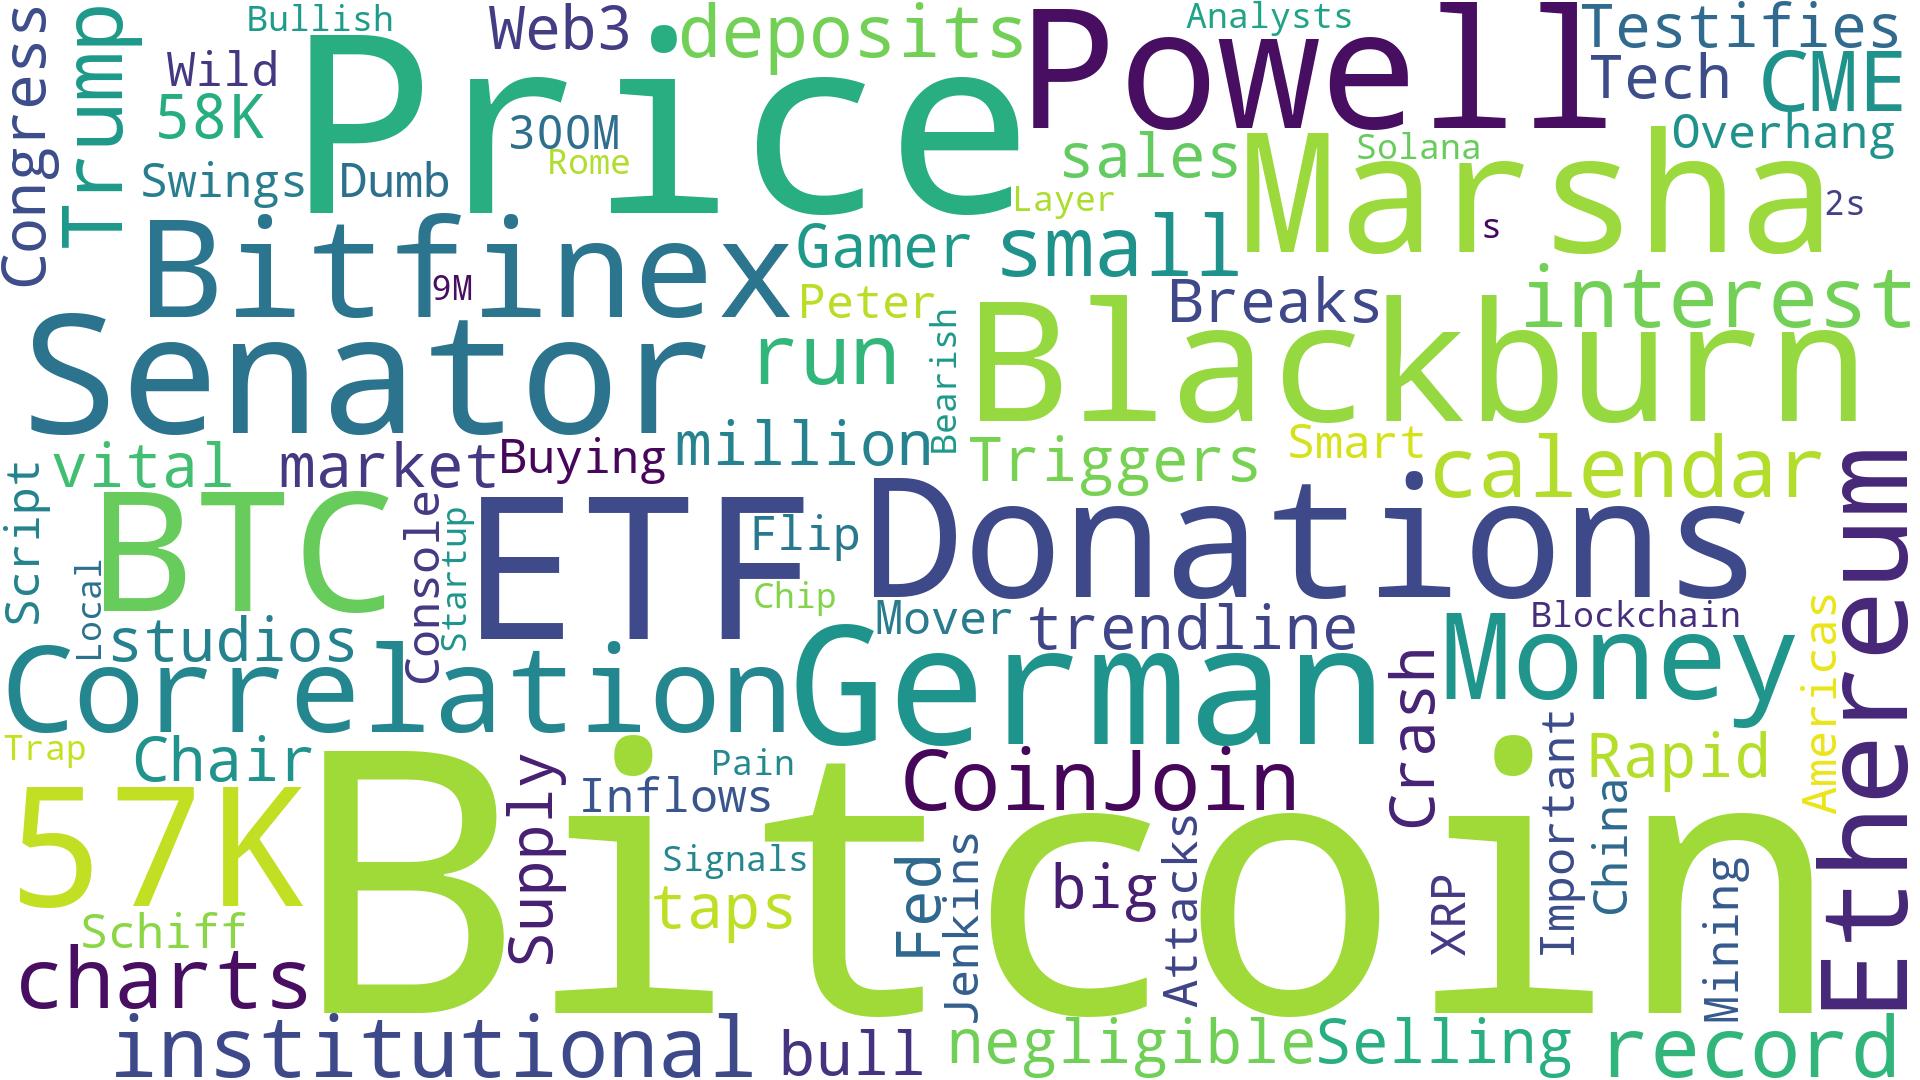 Congress
Trump
Bullish
Wild
58K
Swings
Dumb
Price
Web3
300M
Rome
deposits
Powell
Analysts
Testifies
Tech
CME
Overhang
sales
Solana
Marsha
Layer
s
2s
Bitfinex
9M
Gamer
small
Peter
Breaks
interest
Senator
run
Bearish
Blackburn
vital
market
Buying
million
Triggers
Smart
calendar
Script
Local
BTC
Console
Startup
ETF
Flip
Chip
Donations
Ethereum
studios
Mover
trendline
Blockchain
Americas
Correlation
German
Crash
Money
Trap
Chair
Pain
Inflows
CoinJoin
Important
Rapid
57K
Bitcoin
Supply
Signals
taps
Fed
Jenkins
big
Attacks
XRP
China
Mining
Schiff
charts
institutional
bull
negligible
Selling
record